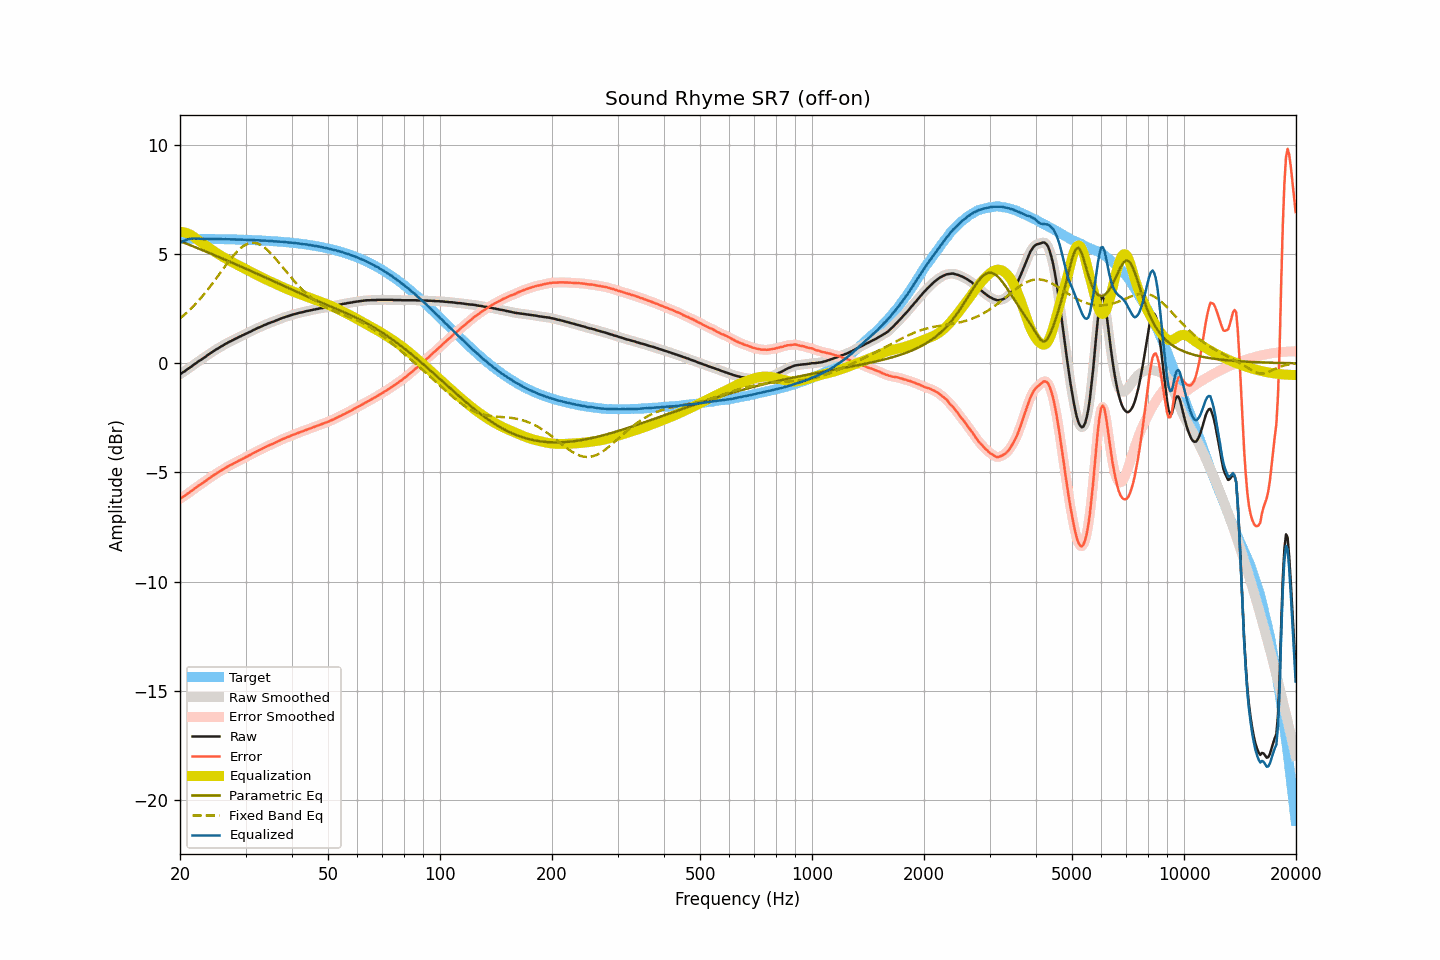 Sound Rhyme SR7 (off-on)
10
5
0
−5
−10
−15
−20
Amplitude (dBr)
Target
Raw Smoothed
Error Smoothed
Raw
Error
Equalization
Parametric Eq
Fixed Band Eq
Equalized
20 50 100 200 500 1000 2000 5000 10000 20000
Frequency (Hz)